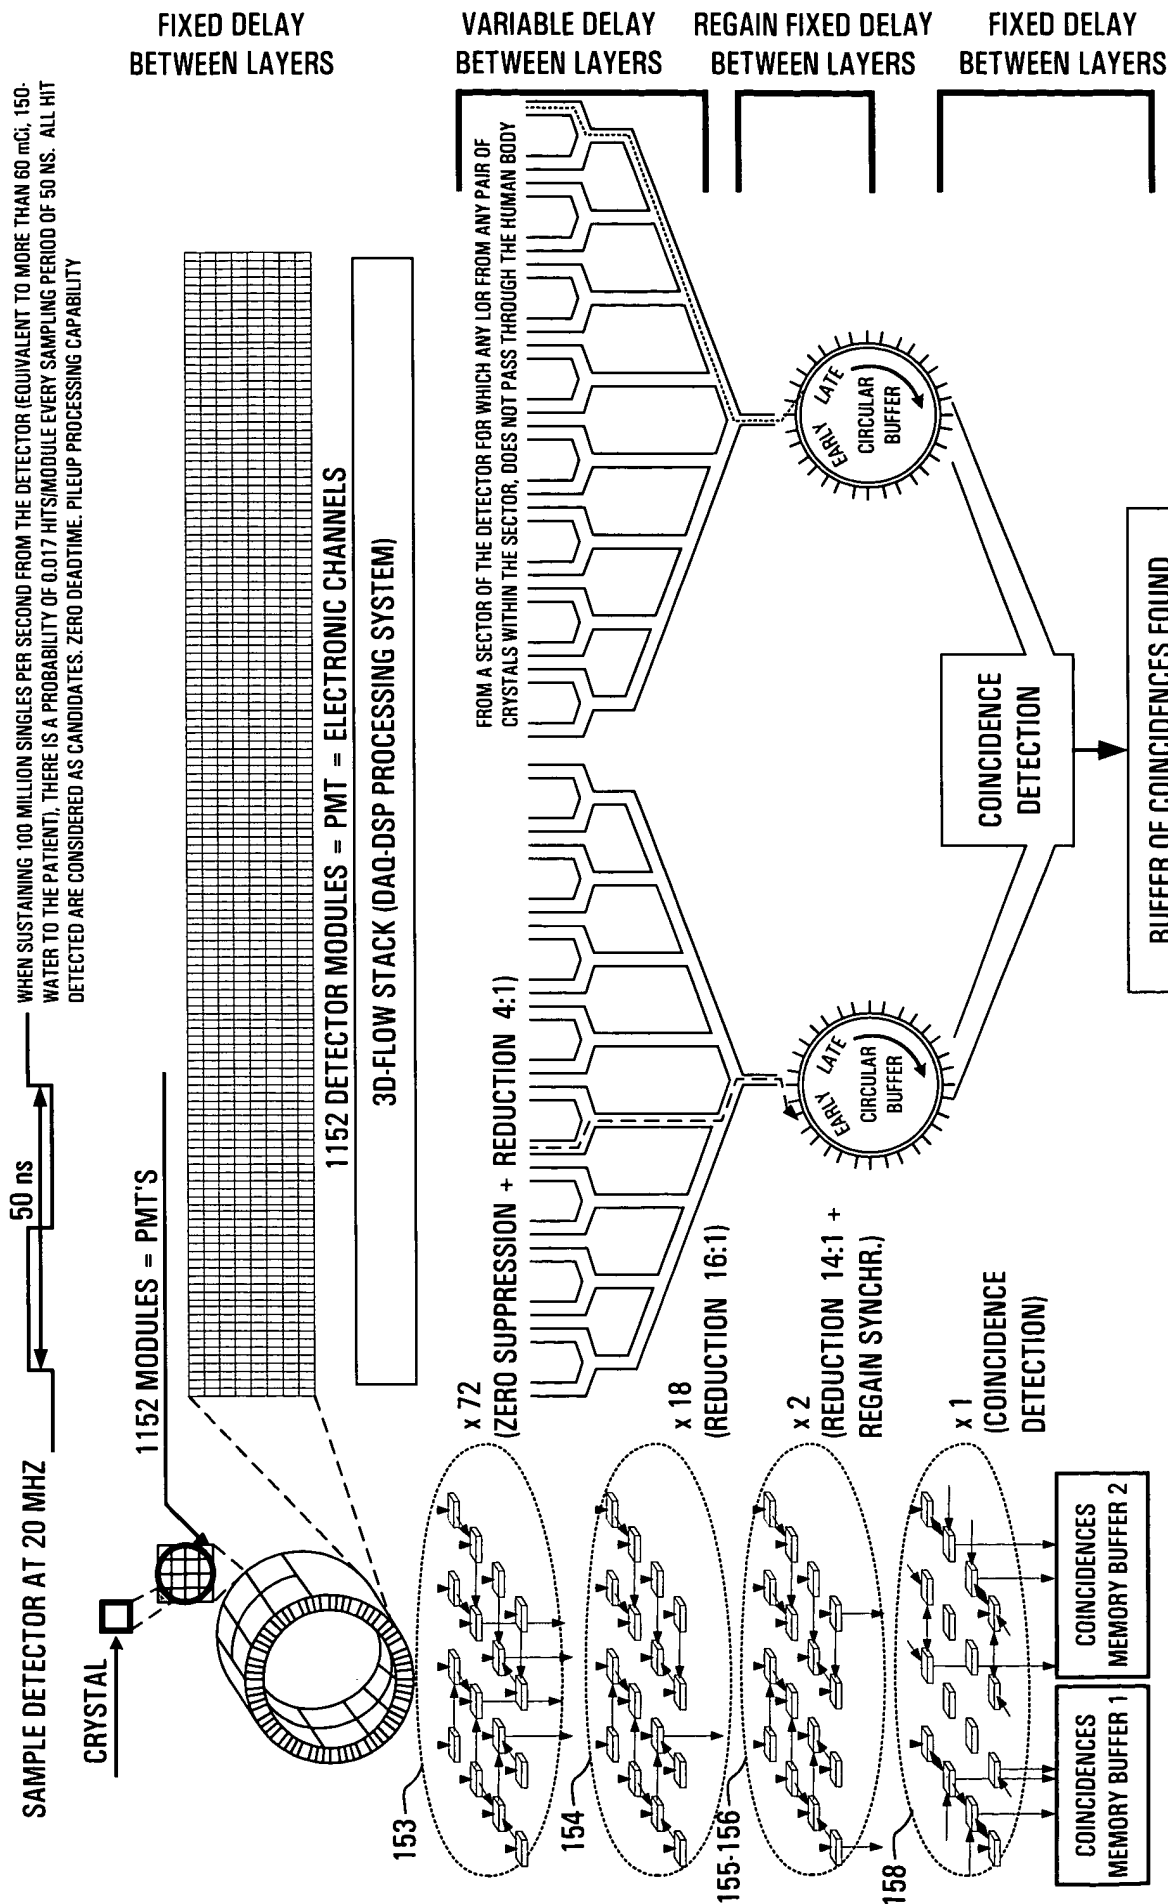 SAMPLE DETECTOR AT 20 MHZ
50 ns
WHEN SUSTAINING 100 MILLION SINGLES PER SECOND FROM THE DETECTOR (EQUIVALENT TO MORE THAN 60 mCi, 150-
WATER TO THE PATIENT), THERE IS A PROBABILITY OF 0.017 HITS/MODULE EVERY SAMPLING PERIOD OF 50 NS. ALL HIT
DETECTED ARE CONSIDERED AS CANDIDATES. ZERO DEADTIME. PILEUP PROCESSING CAPABILITY
CRYSTAL
1152 MODULES = PMT'S
FIXED DELAY
BETWEEN LAYERS
1152 DETECTOR MODULES = PMT = ELECTRONIC CHANNELS
3D-FLOW STACK (DAQ-DSP PROCESSING SYSTEM)
153
x 72
(ZERO SUPPRESSION + REDUCTION 4:1)
FROM A SECTOR OF THE DETECTOR FOR WHICH ANY LOR FROM ANY PAIR OF
CRYSTALS WITHIN THE SECTOR, DOES NOT PASS THROUGH THE HUMAN BODY
VARIABLE DELAY
BETWEEN LAYERS
154
x 18
(REDUCTION 16:1)
155-156
x 2
(REDUCTION 14:1 +
REGAIN SYNCHR.)
EARLY
LATE
CIRCULAR
BUFFER
EARLY
LATE
CIRCULAR
BUFFER
REGAIN FIXED DELAY
BETWEEN LAYERS
158
x 1
(COINCIDENCE
DETECTION)
COINCIDENCE
DETECTION
FIXED DELAY
BETWEEN LAYERS
COINCIDENCES
MEMORY BUFFER 1
COINCIDENCES
MEMORY BUFFER 2
BUFFER OF COINCIDENCES FOUND